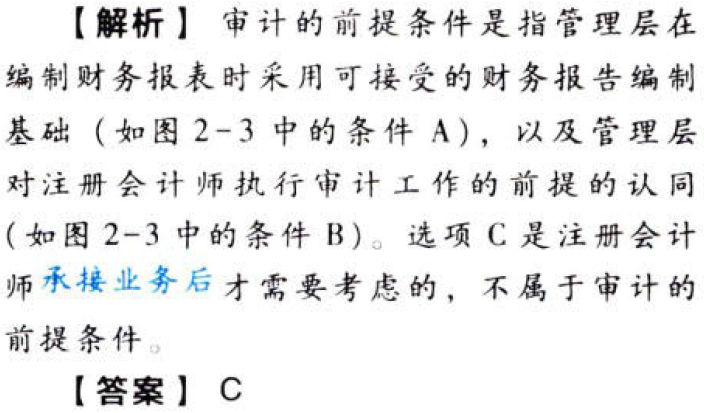 【解析】 审计的前提条件是指管理层在
编制财务报表时采用可接受的财务报告编制
基础（如图 2-3 中的条件 A），以及管理层
对注册会计师执行审计工作的前提的认同
（如图 2-3 中的条件 B）。选项 C 是注册会计
师承接业务后才需要考虑的，不属于审计的
前提条件。
【答案】 C